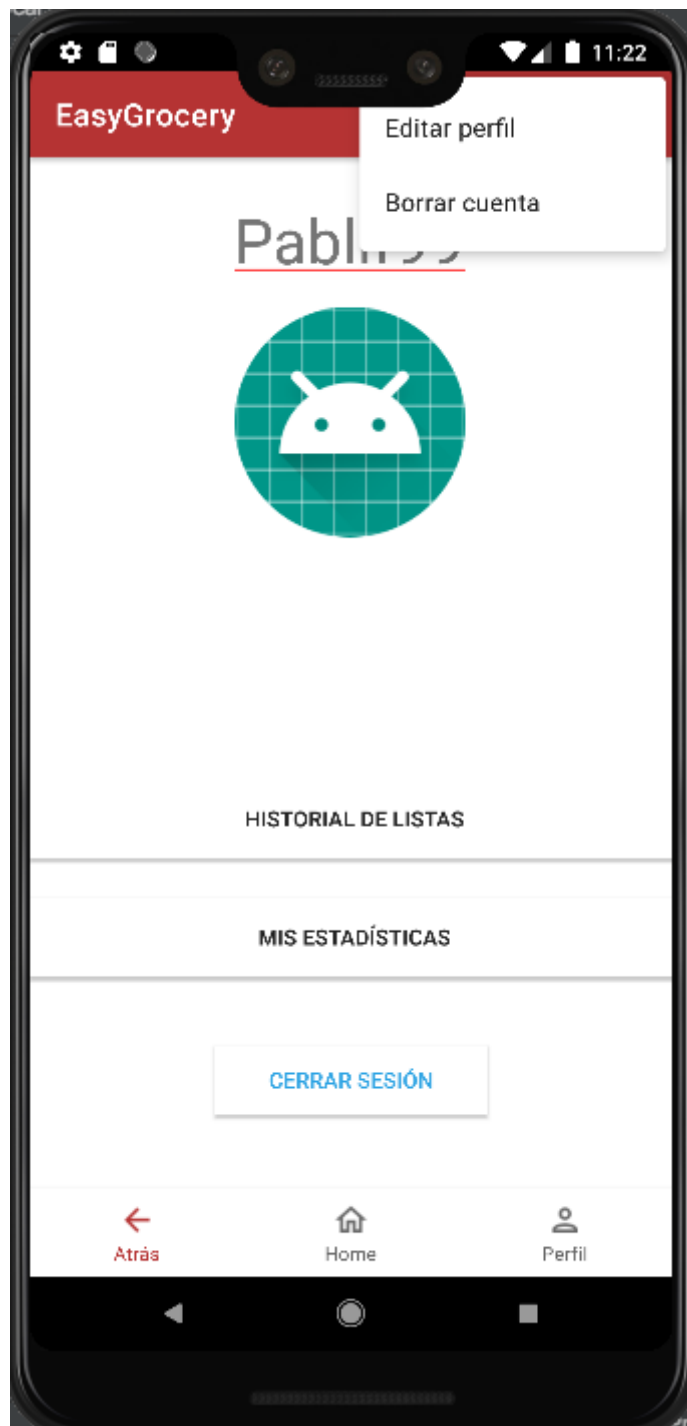 11:22
EasyGrocery
Editar perfil
Borrar cuenta
HISTORIAL DE LISTAS
MIS ESTADÍSTICAS
CERRAR SESIÓN
Atrás
Home
Perfil